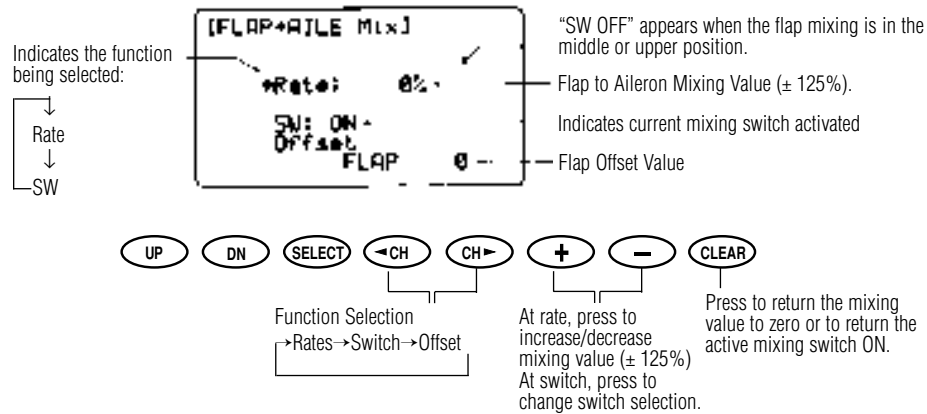 [FLAP→AILE Mix]
→Rate: 0%
SW: ON
Offset
FLAP 0
Indicates the function
being selected:
Rate
↓
SW
"SW OFF" appears when the flap mixing is in the
middle or upper position.
Flap to Aileron Mixing Value (± 125%).
Indicates current mixing switch activated
Flap Offset Value
UP
DN
SELECT
◄CH
CH►
+
–
CLEAR
Function Selection
→Rates→Switch→Offset
At rate, press to
increase/decrease
mixing value (± 125%)
At switch, press to
change switch selection.
Press to return the mixing
value to zero or to return the
active mixing switch ON.